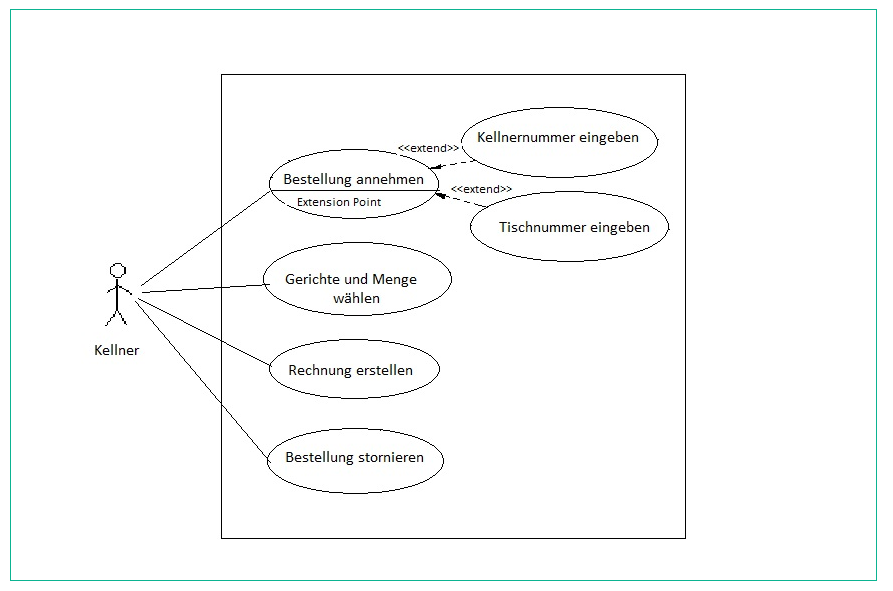 Kellnernummer eingeben
<<extend>>
Bestellung annehmen
<<extend>>
Extension Point
Tischnummer eingeben
Gerichte und Menge
wählen
Kellner
Rechnung erstellen
Bestellung stornieren